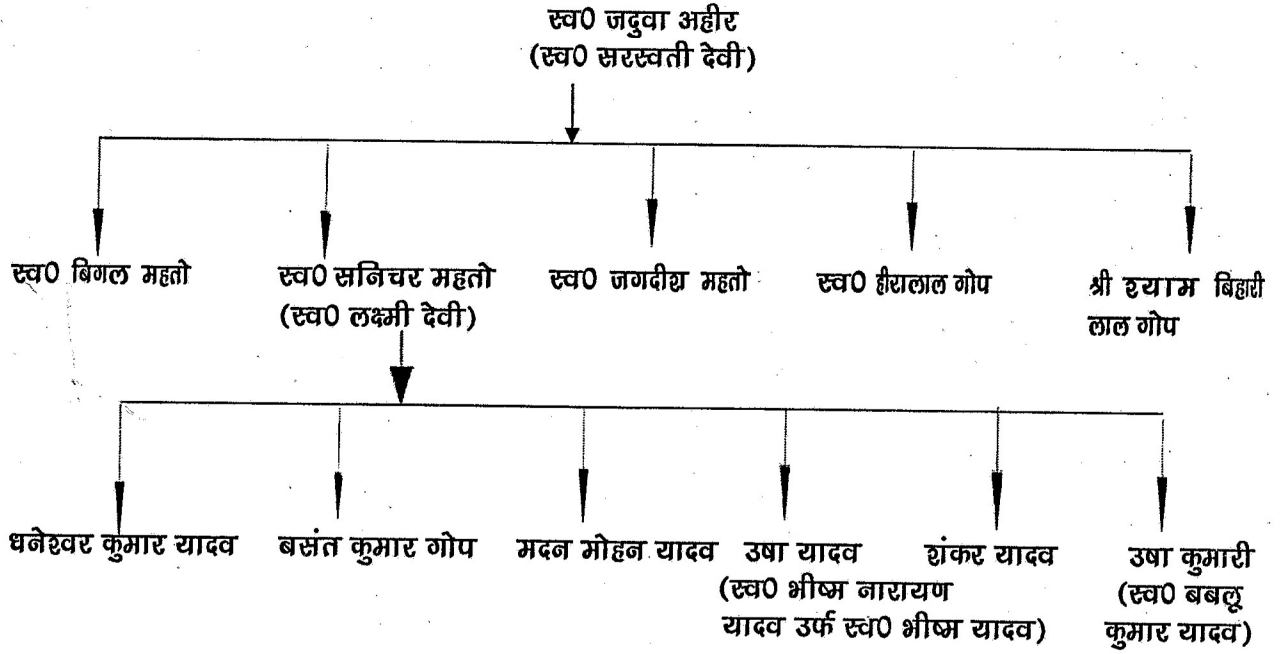 स्व0 जदुवा अहीर
(स्व0 सरस्वती देवी)
स्व0 बिगल महतो
स्व0 सनिचर महतो
(स्व0 लक्ष्मी देवी)
स्व0 जगदीश महतो
स्व0 हीरालाल गोप
श्री श्याम बिहारी
लाल गोप
धनेश्वर कुमार यादव
बसंत कुमार गोप
मदन मोहन यादव
उषा यादव
(स्व0 भीष्म नारायण
यादव उर्फ स्व0 भीष्म यादव)
शंकर यादव
उषा कुमारी
(स्व0 बबलू
कुमार यादव)